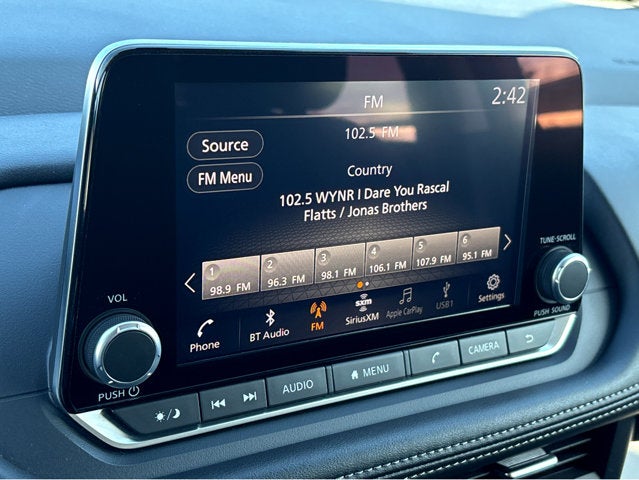 FM
2:42
102.5 FM
Source
Country
FM Menu
102.5 WYNR I Dare You Rascal
Flatts / Jonas Brothers
1
98.9 FM
2
96.3 FM
3
98.1 FM
4
106.1 FM
5
107.9 FM
6
95.1 FM
Phone
BT Audio
FM
sxm
SiriusXM
Apple CarPlay
USB1
Settings
VOL
PUSH
TUNE·SCROLL
PUSH SOUND
AUDIO
MENU
CAMERA